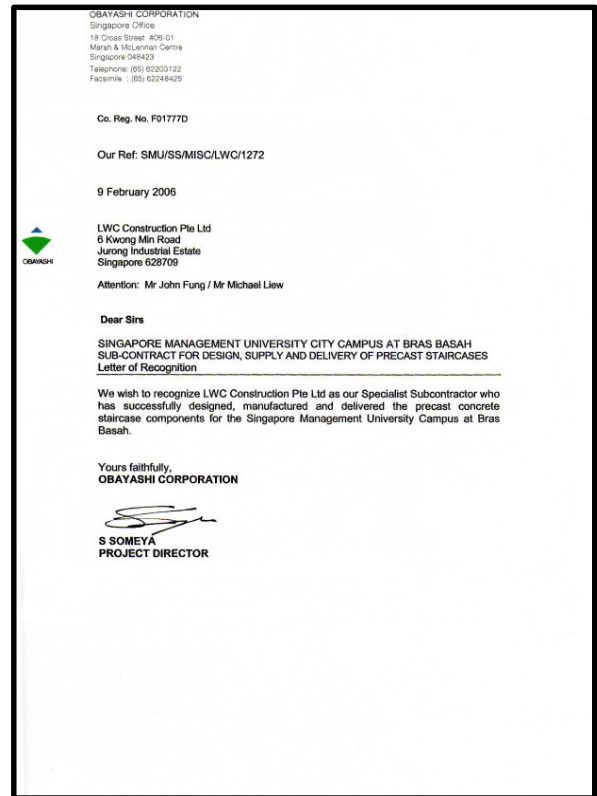 OBAYASHI CORPORATION
Singapore Office
18 Cross Street #06-01
Marsh & McLennan Centre
Singapore 048423
Telephone: (65) 62203122
Facsimile : (65) 62248425
Co. Reg. No. F01777D
Our Ref: SMU/SS/MISC/LWC/1272
9 February 2006
OBAYASHI
LWC Construction Pte Ltd
6 Kwong Min Road
Jurong Industrial Estate
Singapore 628709
Attention: Mr John Fung / Mr Michael Liew
Dear Sirs
SINGAPORE MANAGEMENT UNIVERSITY CITY CAMPUS AT BRAS BASAH
SUB-CONTRACT FOR DESIGN, SUPPLY AND DELIVERY OF PRECAST STAIRCASES
Letter of Recognition
We wish to recognize LWC Construction Pte Ltd as our Specialist Subcontractor who
has successfully designed, manufactured and delivered the precast concrete
staircase components for the Singapore Management University Campus at Bras
Basah.
Yours faithfully,
OBAYASHI CORPORATION
S SOMEYA
PROJECT DIRECTOR